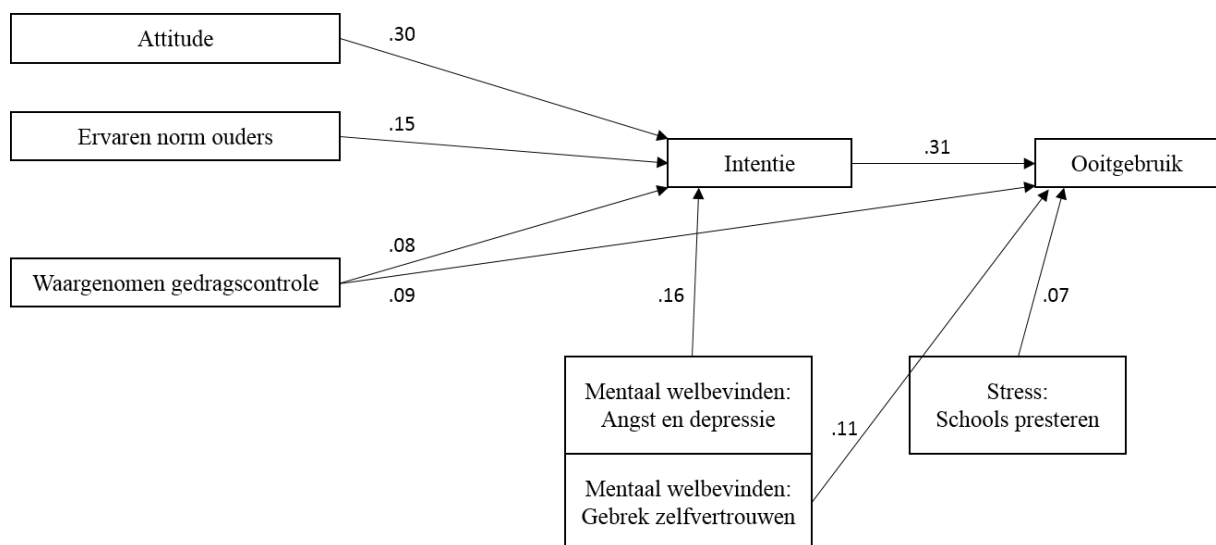 Attitude
.30
Ervaren norm ouders
.15
Intentie
.31
Ooitgebruik
Waargenomen gedragscontrole
.08
.09
.16
.07
Mentaal welbevinden:
Angst en depressie
Stress:
Schools presteren
.11
Mentaal welbevinden:
Gebrek zelfvertrouwen